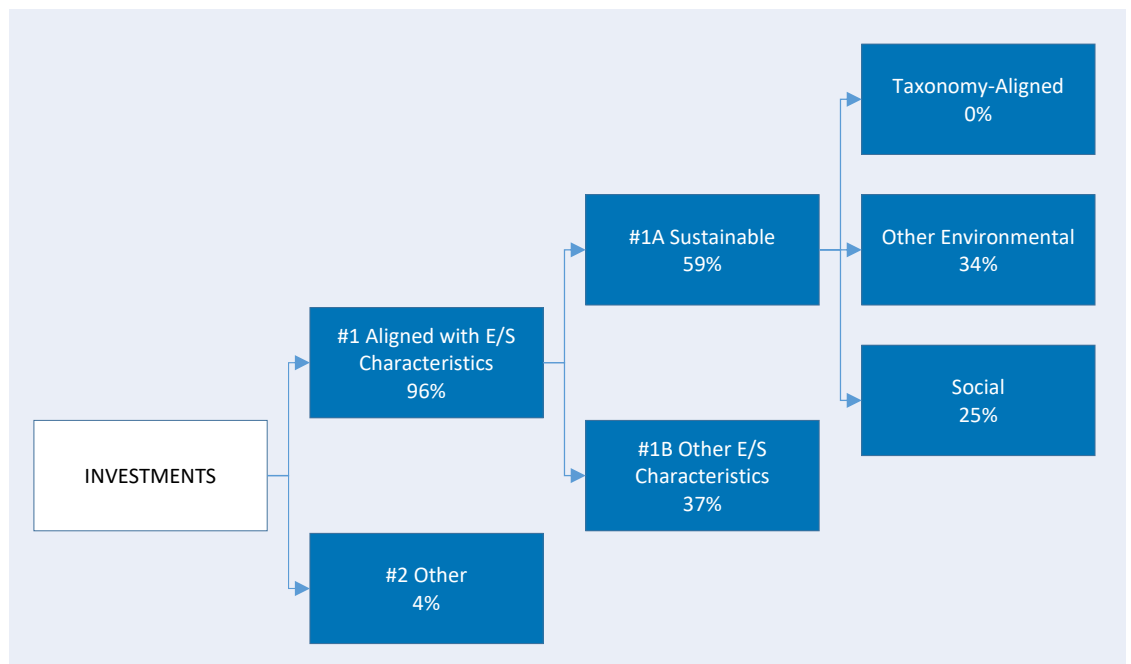 INVESTMENTS
#1 Aligned with E/S
Characteristics
96%
#2 Other
4%
#1A Sustainable
59%
#1B Other E/S
Characteristics
37%
Taxonomy-Aligned
0%
Other Environmental
34%
Social
25%